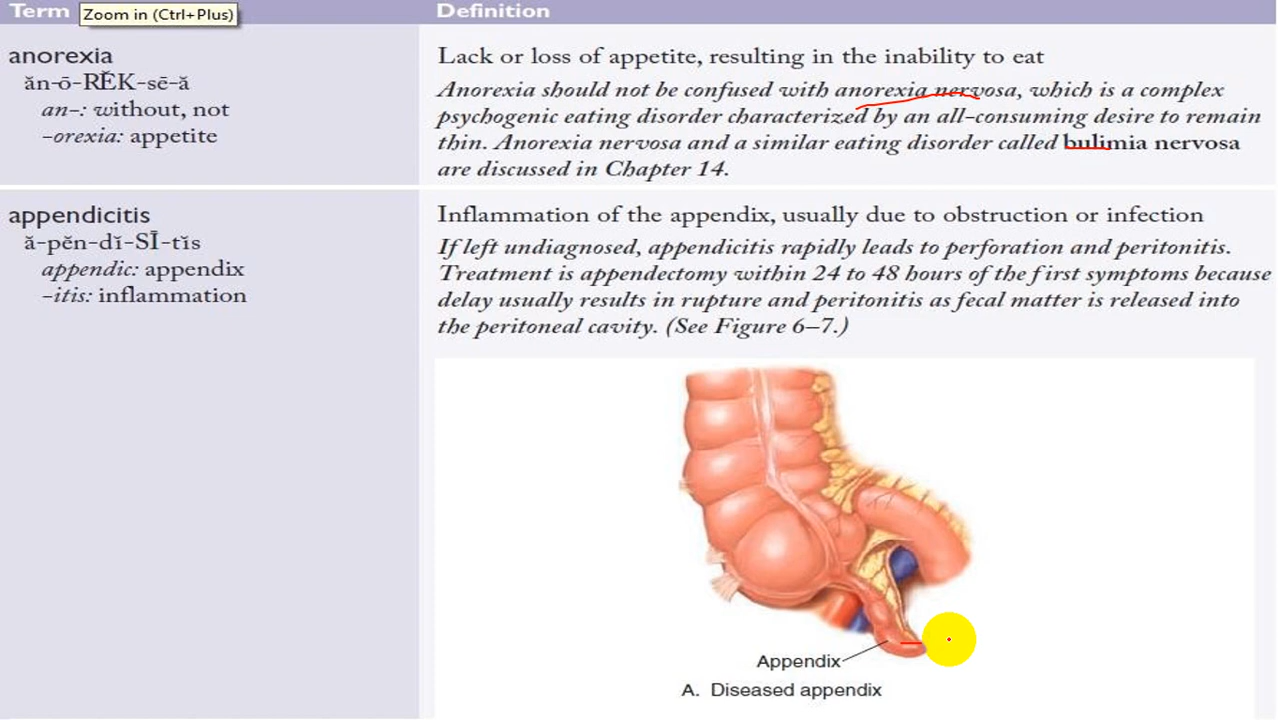 Term
Zoom in (Ctrl+Plus)
Definition
anorexia
ăn-ō-RĔK-sē-ă
an-: without, not
-orexia: appetite
Lack or loss of appetite, resulting in the inability to eat
Anorexia should not be confused with anorexia nervosa, which is a complex
psychogenic eating disorder characterized by an all-consuming desire to remain
thin. Anorexia nervosa and a similar eating disorder called bulimia nervosa
are discussed in Chapter 14.
appendicitis
ă-pĕn-dĭ-SĪ-tĭs
appendic: appendix
-itis: inflammation
Inflammation of the appendix, usually due to obstruction or infection
If left undiagnosed, appendicitis rapidly leads to perforation and peritonitis.
Treatment is appendectomy within 24 to 48 hours of the first symptoms because
delay usually results in rupture and peritonitis as fecal matter is released into
the peritoneal cavity. (See Figure 6–7.)
Appendix
A. Diseased appendix